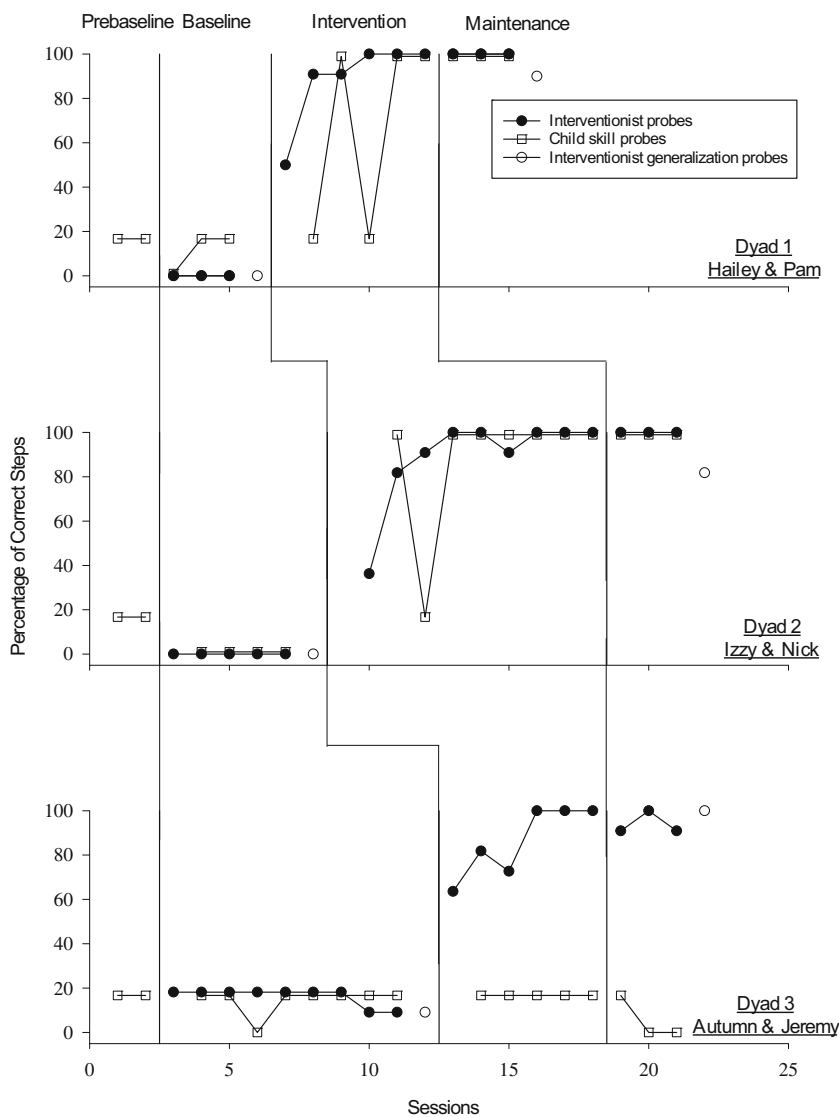 Prebaseline Baseline Intervention Maintenance
100
80
60
40
20
0
Interventionist probes
Child skill probes
Interventionist generalization probes
Dyad 1
Hailey & Pam
Percentage of Correct Steps
100
80
60
40
20
0
Dyad 2
Izzy & Nick
100
80
60
40
20
0
Dyad 3
Autumn & Jeremy
0 5 10 15 20 25
Sessions